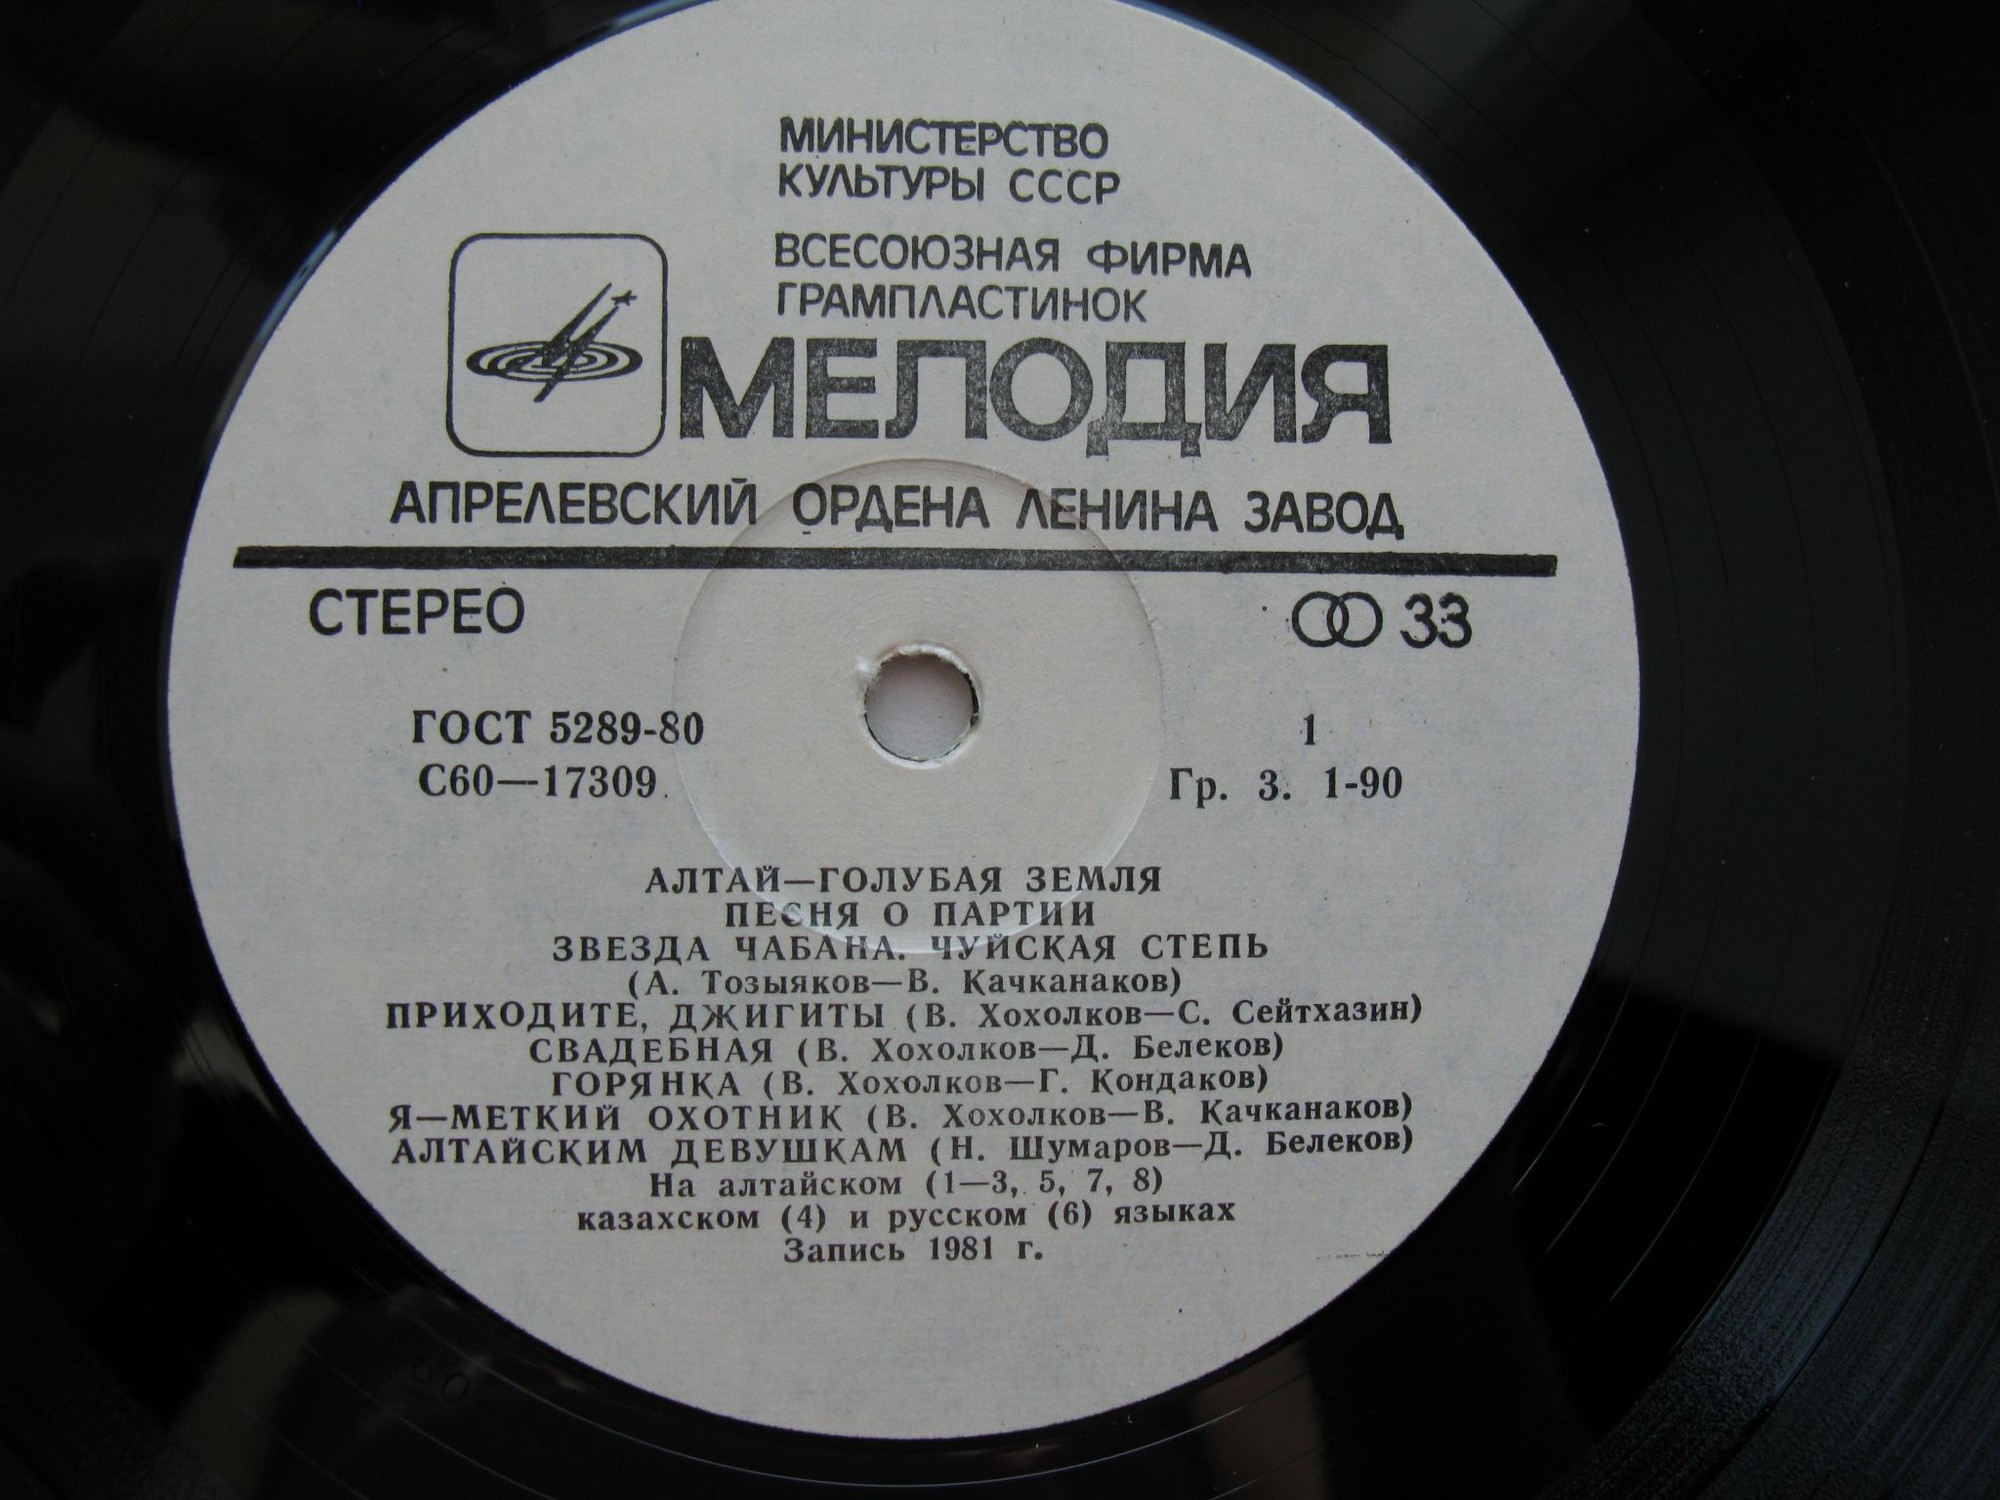 МИНИСТЕРСТВО
КУЛЬТУРЫ СССР
ВСЕСОЮЗНАЯ ФИРМА
ГРАМПЛАСТИНОК
МЕЛОДИЯ
АПРЕЛЕВСКИЙ ОРДЕНА ЛЕНИНА ЗАВОД
СТЕРЕО 33
ГОСТ 5289-80 1
С60—17309 Гр. 3. 1-90
АЛТАЙ—ГОЛУБАЯ ЗЕМЛЯ
ПЕСНЯ О ПАРТИИ
ЗВЕЗДА ЧАБАНА. ЧУЙСКАЯ СТЕПЬ
(А. Тозыяков—В. Качканаков)
ПРИХОДИТЕ, ДЖИГИТЫ (В. Хохолков—С. Сейтхазин)
СВАДЕБНАЯ (В. Хохолков—Д. Белеков)
ГОРЯНКА (В. Хохолков—Г. Кондаков)
Я—МЕТКИЙ ОХОТНИК (В. Хохолков—В. Качканаков)
АЛТАЙСКИМ ДЕВУШКАМ (Н. Шумаров—Д. Белеков)
На алтайском (1—3, 5, 7, 8)
казахском (4) и русском (6) языках
Запись 1981 г.